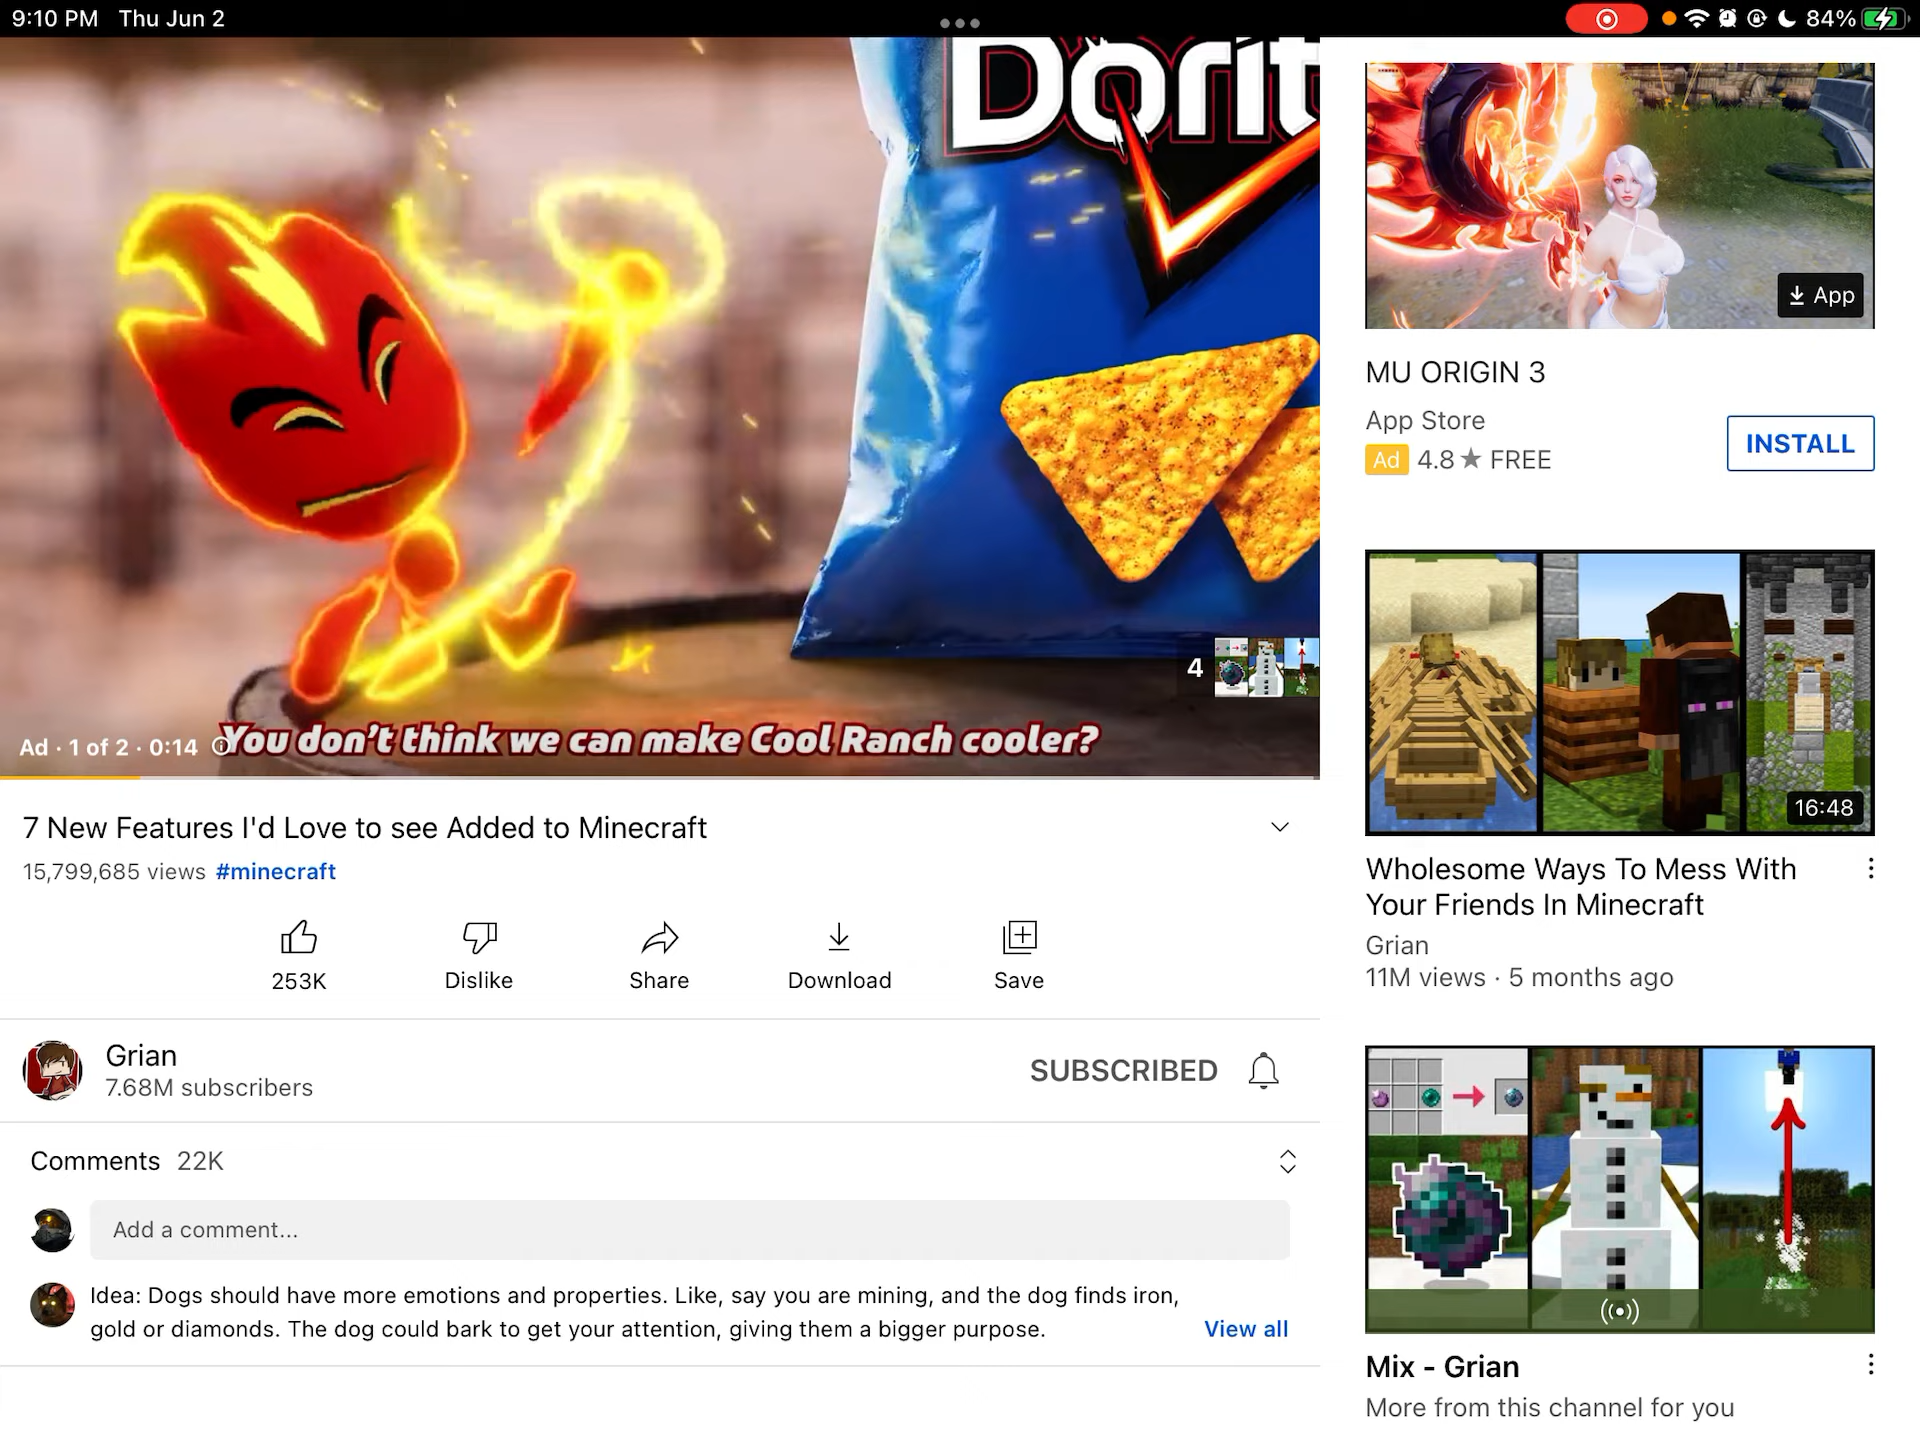 9:10 PM Thu Jun 2
84%
Dorit
4
You don't think we can make Cool Ranch cooler?
Ad · 1 of 2 · 0:14
7 New Features I'd Love to see Added to Minecraft
15,799,685 views #minecraft
253K
Dislike
Share
Download
Save
Grian
7.68M subscribers
SUBSCRIBED
Comments 22K
Add a comment...
Idea: Dogs should have more emotions and properties. Like, say you are mining, and the dog finds iron,
gold or diamonds. The dog could bark to get your attention, giving them a bigger purpose.
View all
App
MU ORIGIN 3
App Store
Ad 4.8 ★ FREE
INSTALL
16:48
Wholesome Ways To Mess With
Your Friends In Minecraft
Grian
11M views · 5 months ago
Mix - Grian
More from this channel for you